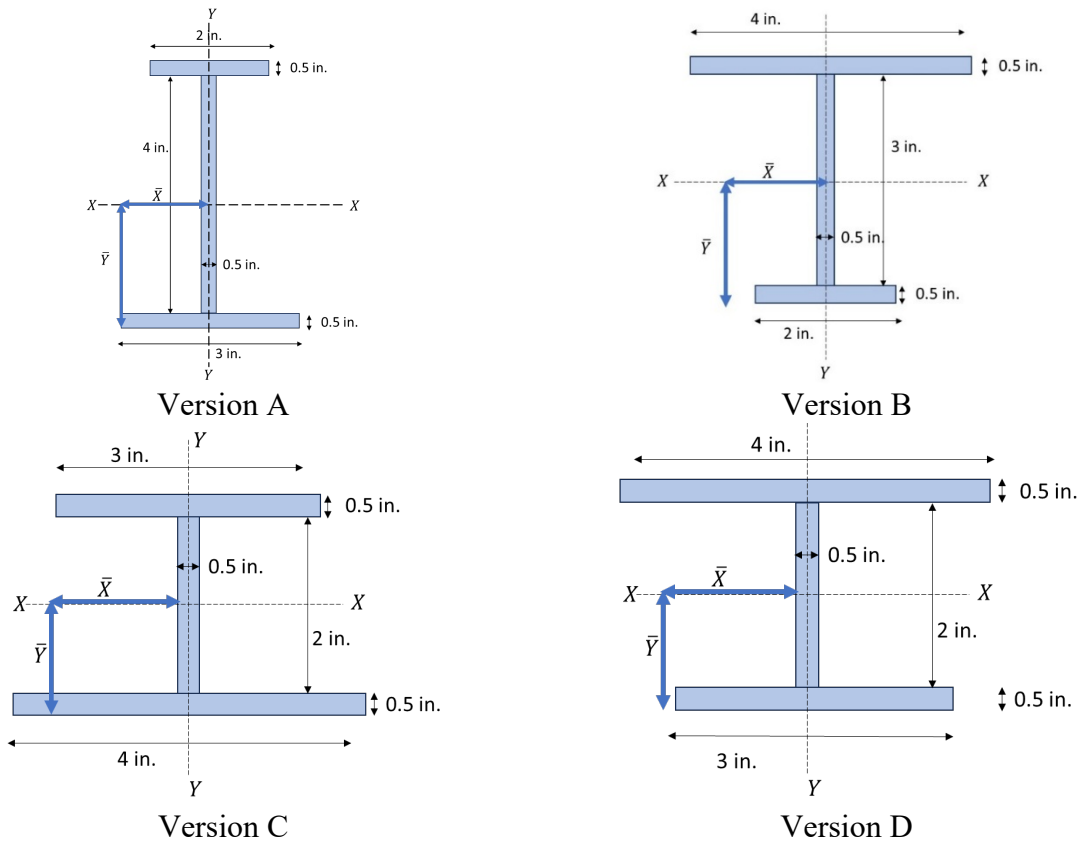 Y
2 in.
0.5 in.
4 in.
X
X̄
X
Ȳ
0.5 in.
0.5 in.
3 in.
Y
Version A
4 in.
0.5 in.
3 in.
X
X̄
X
Ȳ
0.5 in.
0.5 in.
2 in.
Y
Version B
Y
3 in.
0.5 in.
0.5 in.
X
X̄
X
Ȳ
2 in.
0.5 in.
4 in.
Y
Version C
4 in.
0.5 in.
0.5 in.
X
X̄
X
Ȳ
2 in.
0.5 in.
3 in.
Y
Version D